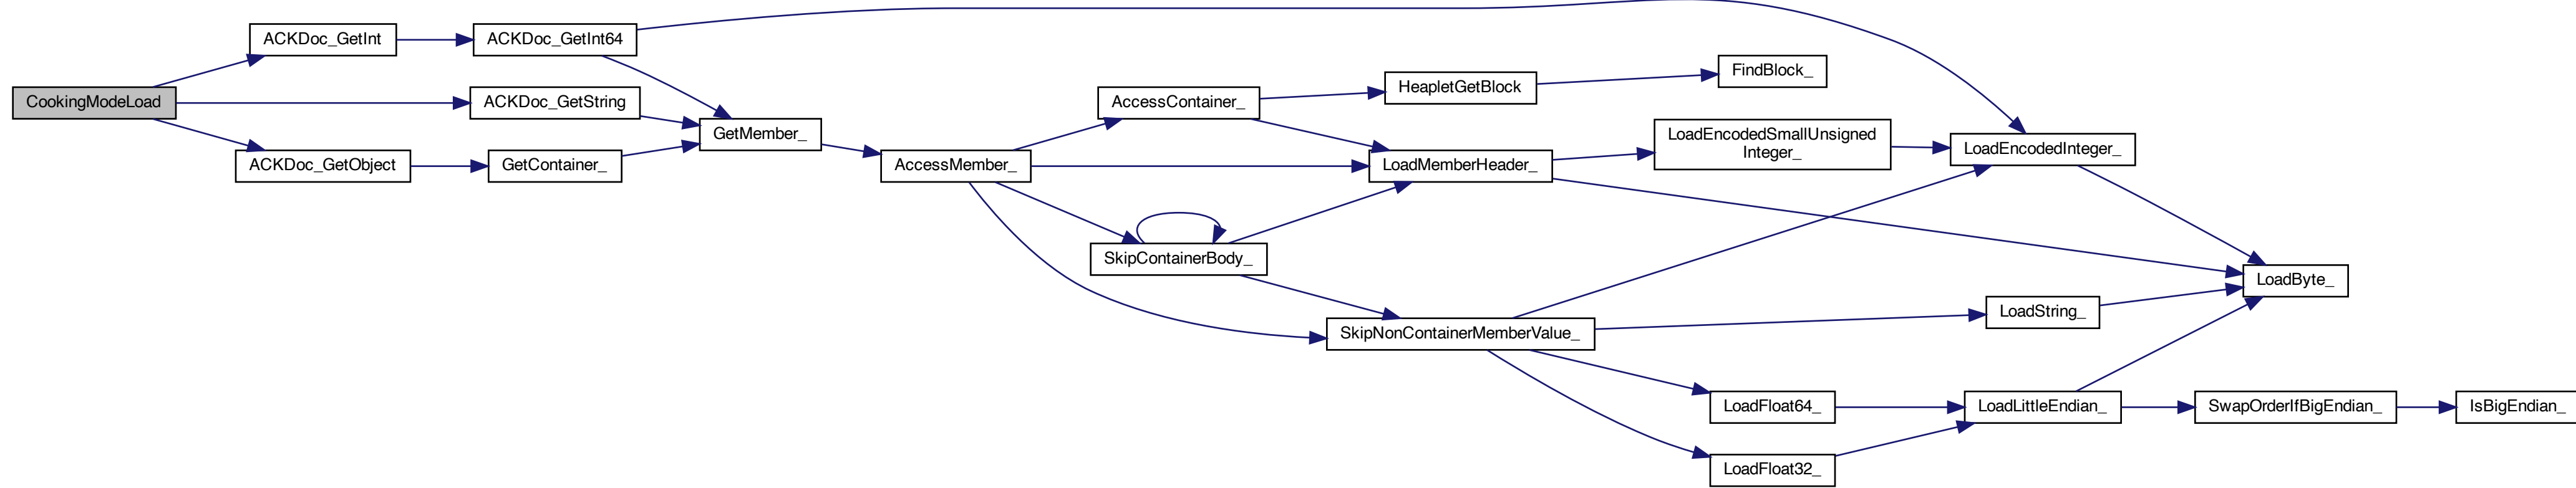 CookingModeLoad
ACKDoc_GetInt
ACKDoc_GetString
ACKDoc_GetObject
ACKDoc_GetInt64
GetContainer_
GetMember_
AccessMember_
AccessContainer_
SkipContainerBody_
HeapletGetBlock
LoadMemberHeader_
SkipNonContainerMemberValue_
FindBlock_
LoadEncodedSmallUnsigned
Integer_
LoadFloat64_
LoadFloat32_
LoadEncodedInteger_
LoadString_
LoadLittleEndian_
LoadByte_
SwapOrderIfBigEndian_
IsBigEndian_